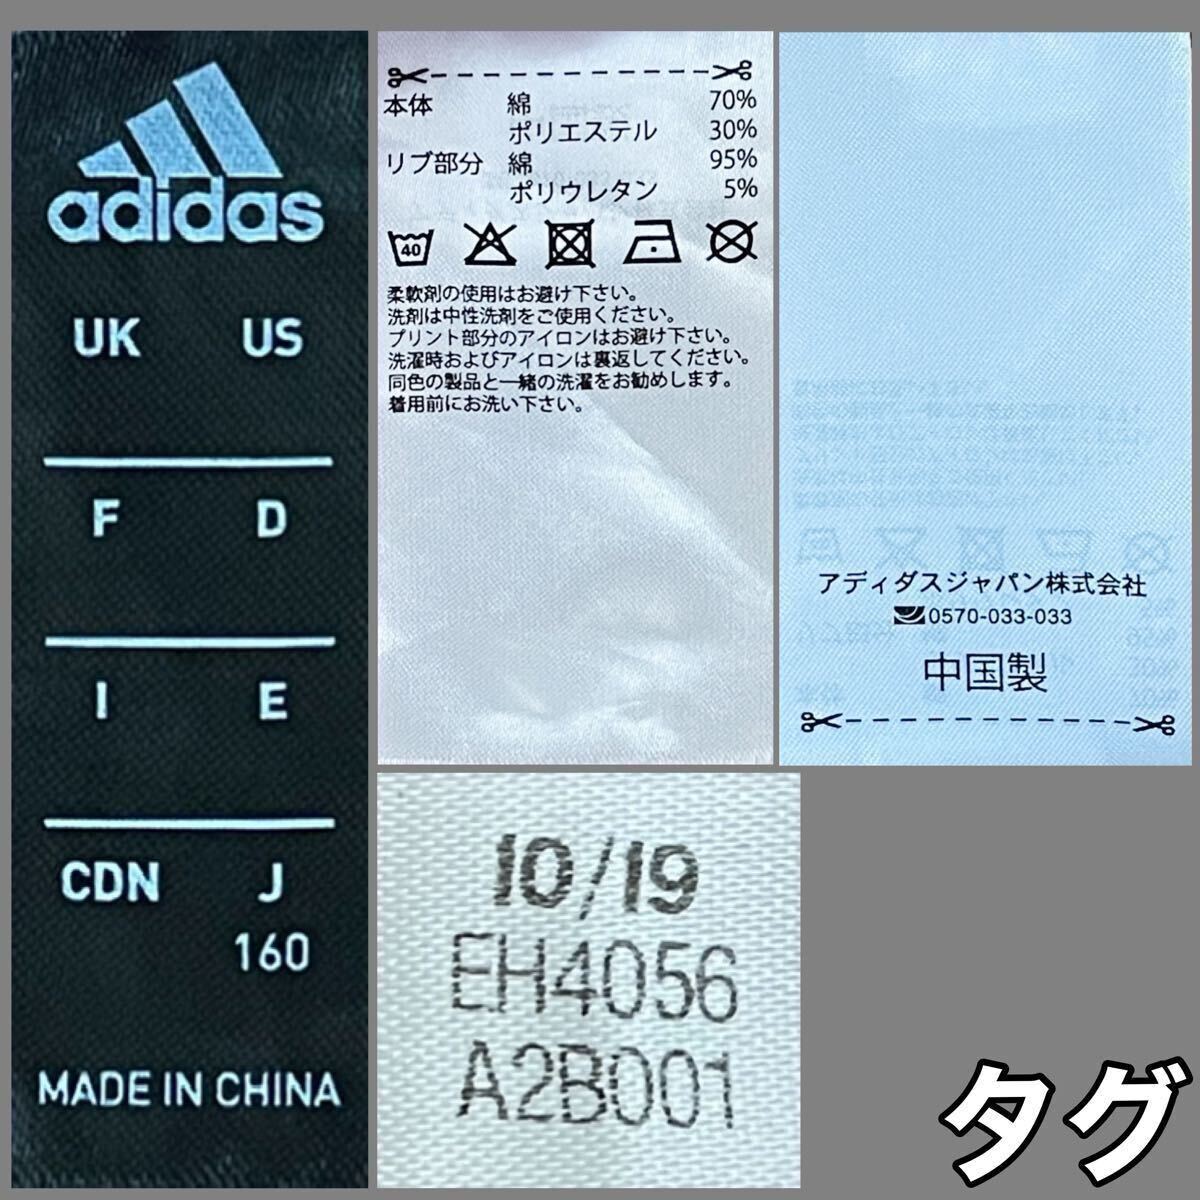 adidas
UK US
F D
I E
CDN J
160
MADE IN CHINA
本体 綿 70%
ポリエステル 30%
リブ部分 綿 95%
ポリウレタン 5%
40
柔軟剤の使用はお避け下さい。
洗剤は中性洗剤をご使用ください。
プリント部分のアイロンはお避け下さい。
洗濯時およびアイロンは裏返してください。
同色の製品と一緒の洗濯をお勧めします。
着用前にお洗い下さい。
アディダスジャパン株式会社
0570-033-033
中国製
10/19
EH4056
A2B001
タグ